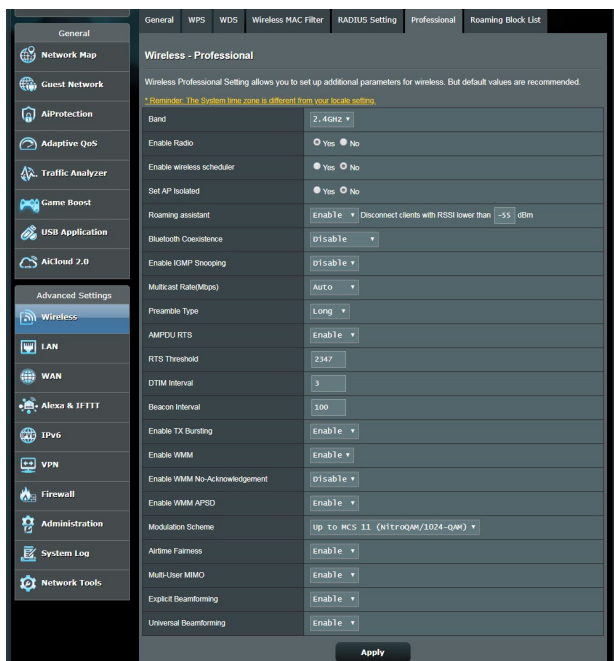 General WPS WDS Wireless MAC Filter RADIUS Setting Professional Roaming Block List
General
Network Map
Guest Network
AiProtection
Adaptive QoS
Traffic Analyzer
Game Boost
USB Application
AiCloud 2.0
Advanced Settings
Wireless
LAN
WAN
Alexa & IFTTT
IPv6
VPN
Firewall
Administration
System Log
Network Tools
Wireless - Professional
Wireless Professional Setting allows you to set up additional parameters for wireless. But default values are recommended.
* Reminder: The System time zone is different from your locale setting.
Band 2.4GHz
Enable Radio Yes No
Enable wireless scheduler Yes No
Set AP Isolated Yes No
Roaming assistant Enable Disconnect clients with RSSI lower than -55 dBm
Bluetooth Coexistence Disable
Enable IGMP Snooping Disable
Multicast Rate(Mbps) Auto
Preamble Type Long
AMPDU RTS Enable
RTS Threshold 2347
DTIM Interval 3
Beacon Interval 100
Enable TX Bursting Enable
Enable WMM Enable
Enable WMM No-Acknowledgement Disable
Enable WMM APSD Enable
Modulation Scheme Up to MCS 11 (NitroQAM/1024-QAM)
Airtime Fairness Enable
Multi-User MIMO Enable
Explicit Beamforming Enable
Universal Beamforming Enable
Apply